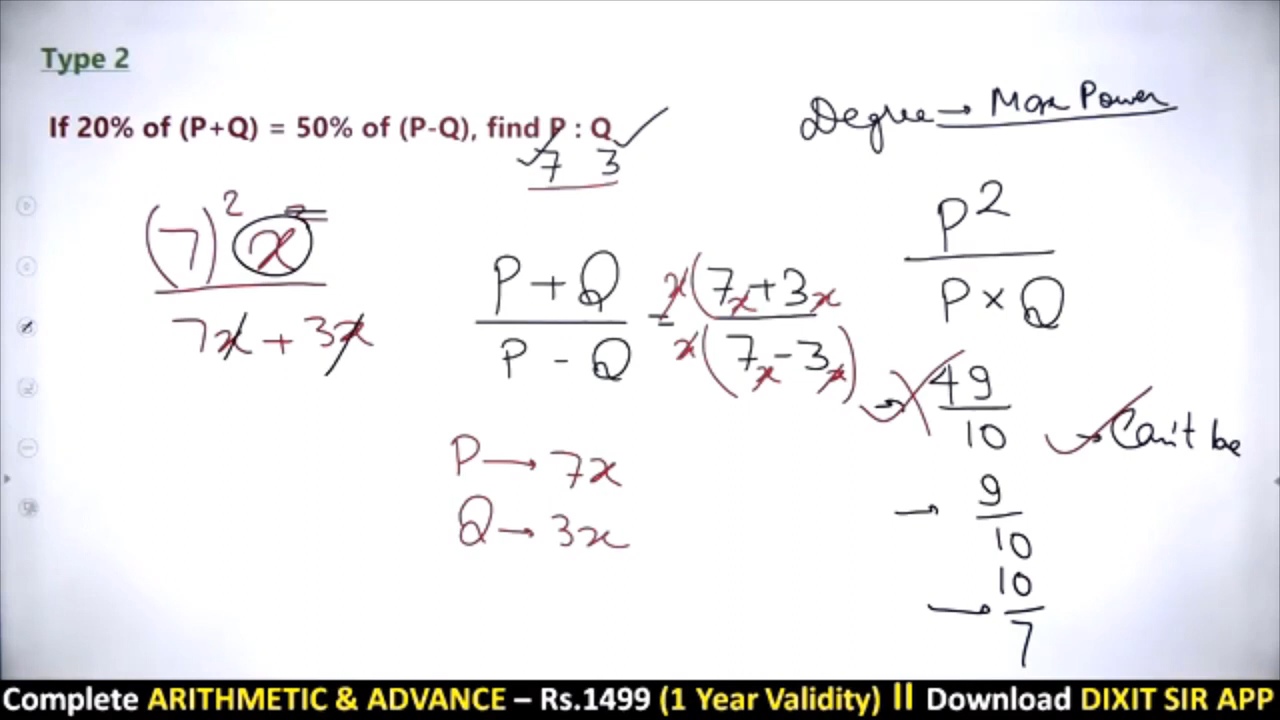 Type 2
If 20% of (P+Q) = 50% of (P-Q), find P : Q
7 3
Degree → Max Power
(7)² x²
7x + 3x
P + Q
P - Q
=
x(7x+3x
x(7x-3x)
P²
P × Q
P → 7x
Q → 3x
→ 49
10
→ Can't be
→ 9
10
→ 10
7
Complete ARITHMETIC & ADVANCE – Rs.1499 (1 Year Validity) II Download DIXIT SIR APP